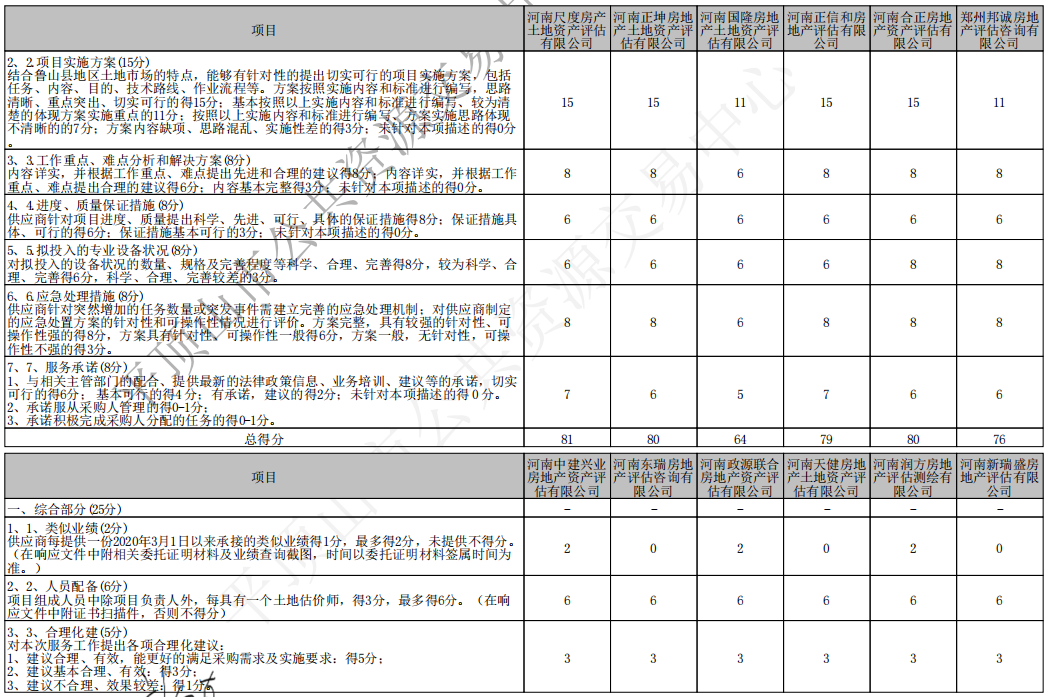 项目
河南尺度房产土地资产评估有限公司
河南正坤房地产土地资产评估有限公司
河南国隆房地产土地资产评估有限公司
河南正信和房地产评估有限公司
河南合正房地产资产评估有限公司
郑州邦诚房地产评估咨询有限公司
2、2.项目实施方案(15分)
结合鲁山县地区土地市场的特点，能够有针对性的提出切实可行的项目实施方案，包括
任务、内容、目的、技术路线、作业流程等。方案按照实施内容和标准进行编写，思路
清晰、重点突出、切实可行的得15分；基本按照以上实施内容和标准进行编写、较为清
楚的体现方案实施重点的11分；按照以上实施内容和标准进行编写、方案实施思路体现
不清晰的的7分；方案内容缺项、思路混乱、实施性差的得3分；未针对本项描述的得0分
。
15 15 11 15 15 11
3、3.工作重点、难点分析和解决方案(8分)
内容详实，并根据工作重点、难点提出先进和合理的建议得8分；内容详实，并根据工作
重点、难点提出合理的建议得6分；内容基本完整得3分；未针对本项描述的得0分。
8 8 6 8 8 8
4、4.进度、质量保证措施(8分)
供应商针对项目进度、质量提出科学、先进、可行、具体的保证措施得8分；保证措施具
体、可行的得6分；保证措施基本可行的3分；未针对本项描述的得0分。
6 6 6 6 6 6
5、5.拟投入的专业设备状况(8分)
对拟投入的设备状况的数量、规格及完善程度等科学、合理、完善得8分，较为科学、合
理、完善得6分，科学、合理、完善较差的3分。
6 6 6 6 8 8
6、6.应急处理措施(8分)
供应商针对突然增加的任务数量或突发事件需建立完善的应急处理机制；对供应商制定
的应急处置方案的针对性和可操作性情况进行评价。方案完整，具有较强的针对性、可
操作性强的得8分，方案具有针对性、可操作性一般得6分，方案一般，无针对性，可操
作性不强的得3分。
8 8 6 8 8 8
7、7、服务承诺(8分)
1、与相关主管部门的配合、提供最新的法律政策信息、业务培训、建议等的承诺，切实
可行的得6分； 基本可行的得4 分；有承诺，建议的得2分；未针对本项描述的得 0 分。
2、承诺服从采购人管理的得0-1分；
3、承诺积极完成采购人分配的任务的得0-1分。
7 6 5 7 6 6
总得分 81 80 64 79 80 76
项目
河南中建兴业房地产资产评估有限公司
河南东瑞房地产评估咨询有限公司
河南政源联合房地产资产评估有限公司
河南天健房地产土地资产评估有限公司
河南润方房地产评估测绘有限公司
河南新瑞盛房地产评估有限公司
一、综合部分(25分) - - - - - -
1、1、类似业绩(2分)
供应商每提供一份2020年3月1日以来承接的类似业绩得1分，最多得2分，未提供不得分。
（在响应文件中附相关委托证明材料及业绩查询截图，时间以委托证明材料签属时间为
准。）
2 0 2 0 2 0
2、2、人员配备(6分)
项目组成人员中除项目负责人外，每具有一个土地估价师，得3分，最多得6分。（在响
应文件中附证书扫描件，否则不得分）
6 6 6 6 6 6
3、3、合理化建(5分)
对本次服务工作提出各项合理化建议：
1、建议合理、有效，能更好的满足采购需求及实施要求：得5分；
2、建议基本合理、有效：得3分；
3、建议不合理、效果较差：得1分。
3 3 3 3 3 3
平顶山市公共资源交易中心
平顶山市公共资源交易中心